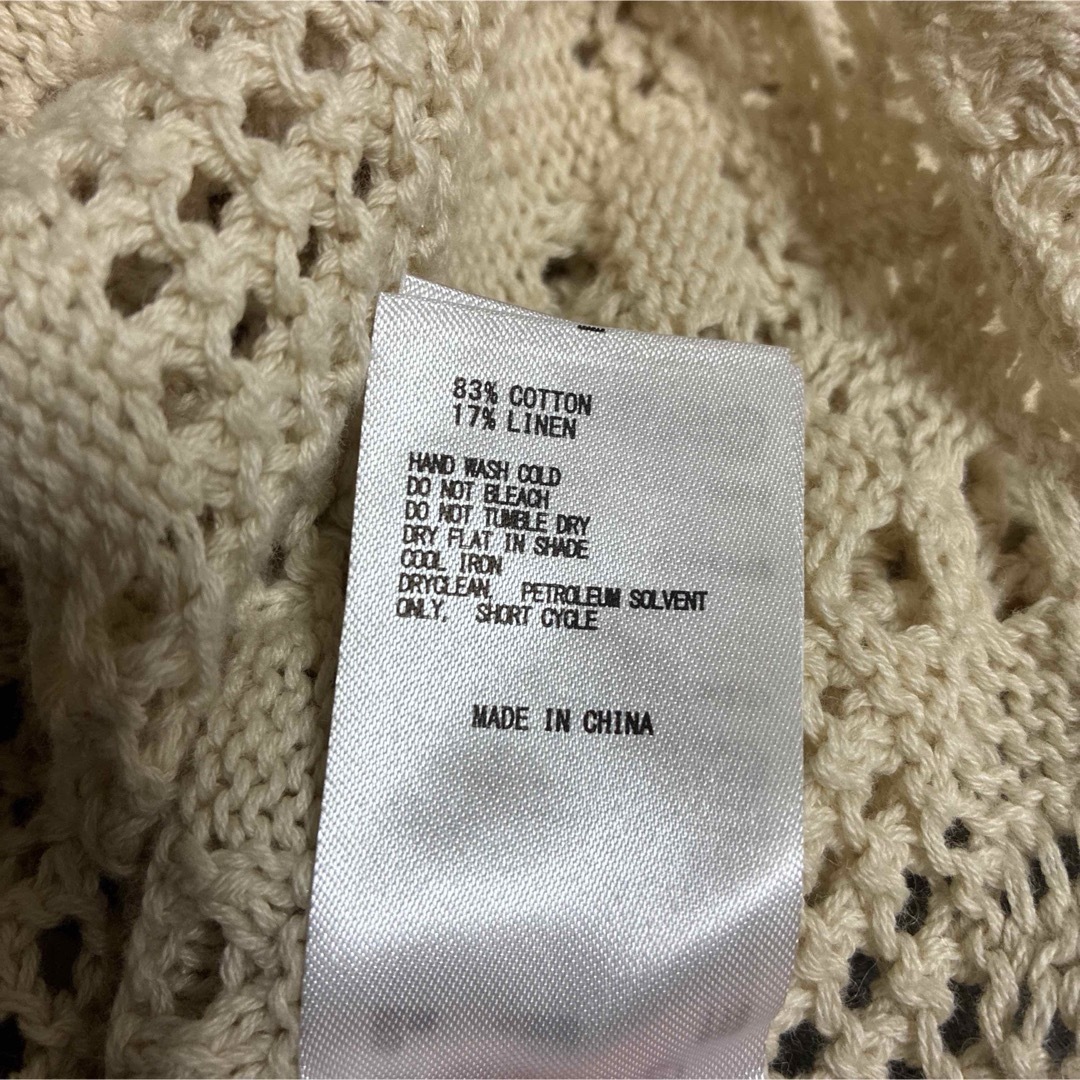 83% COTTON
17% LINEN
HAND WASH COLD
DO NOT BLEACH
DO NOT TUMBLE DRY
DRY FLAT IN SHADE
COOL IRON
DRYCLEAN, PETROLEUM SOLVENT
ONLY, SHORT CYCLE
MADE IN CHINA